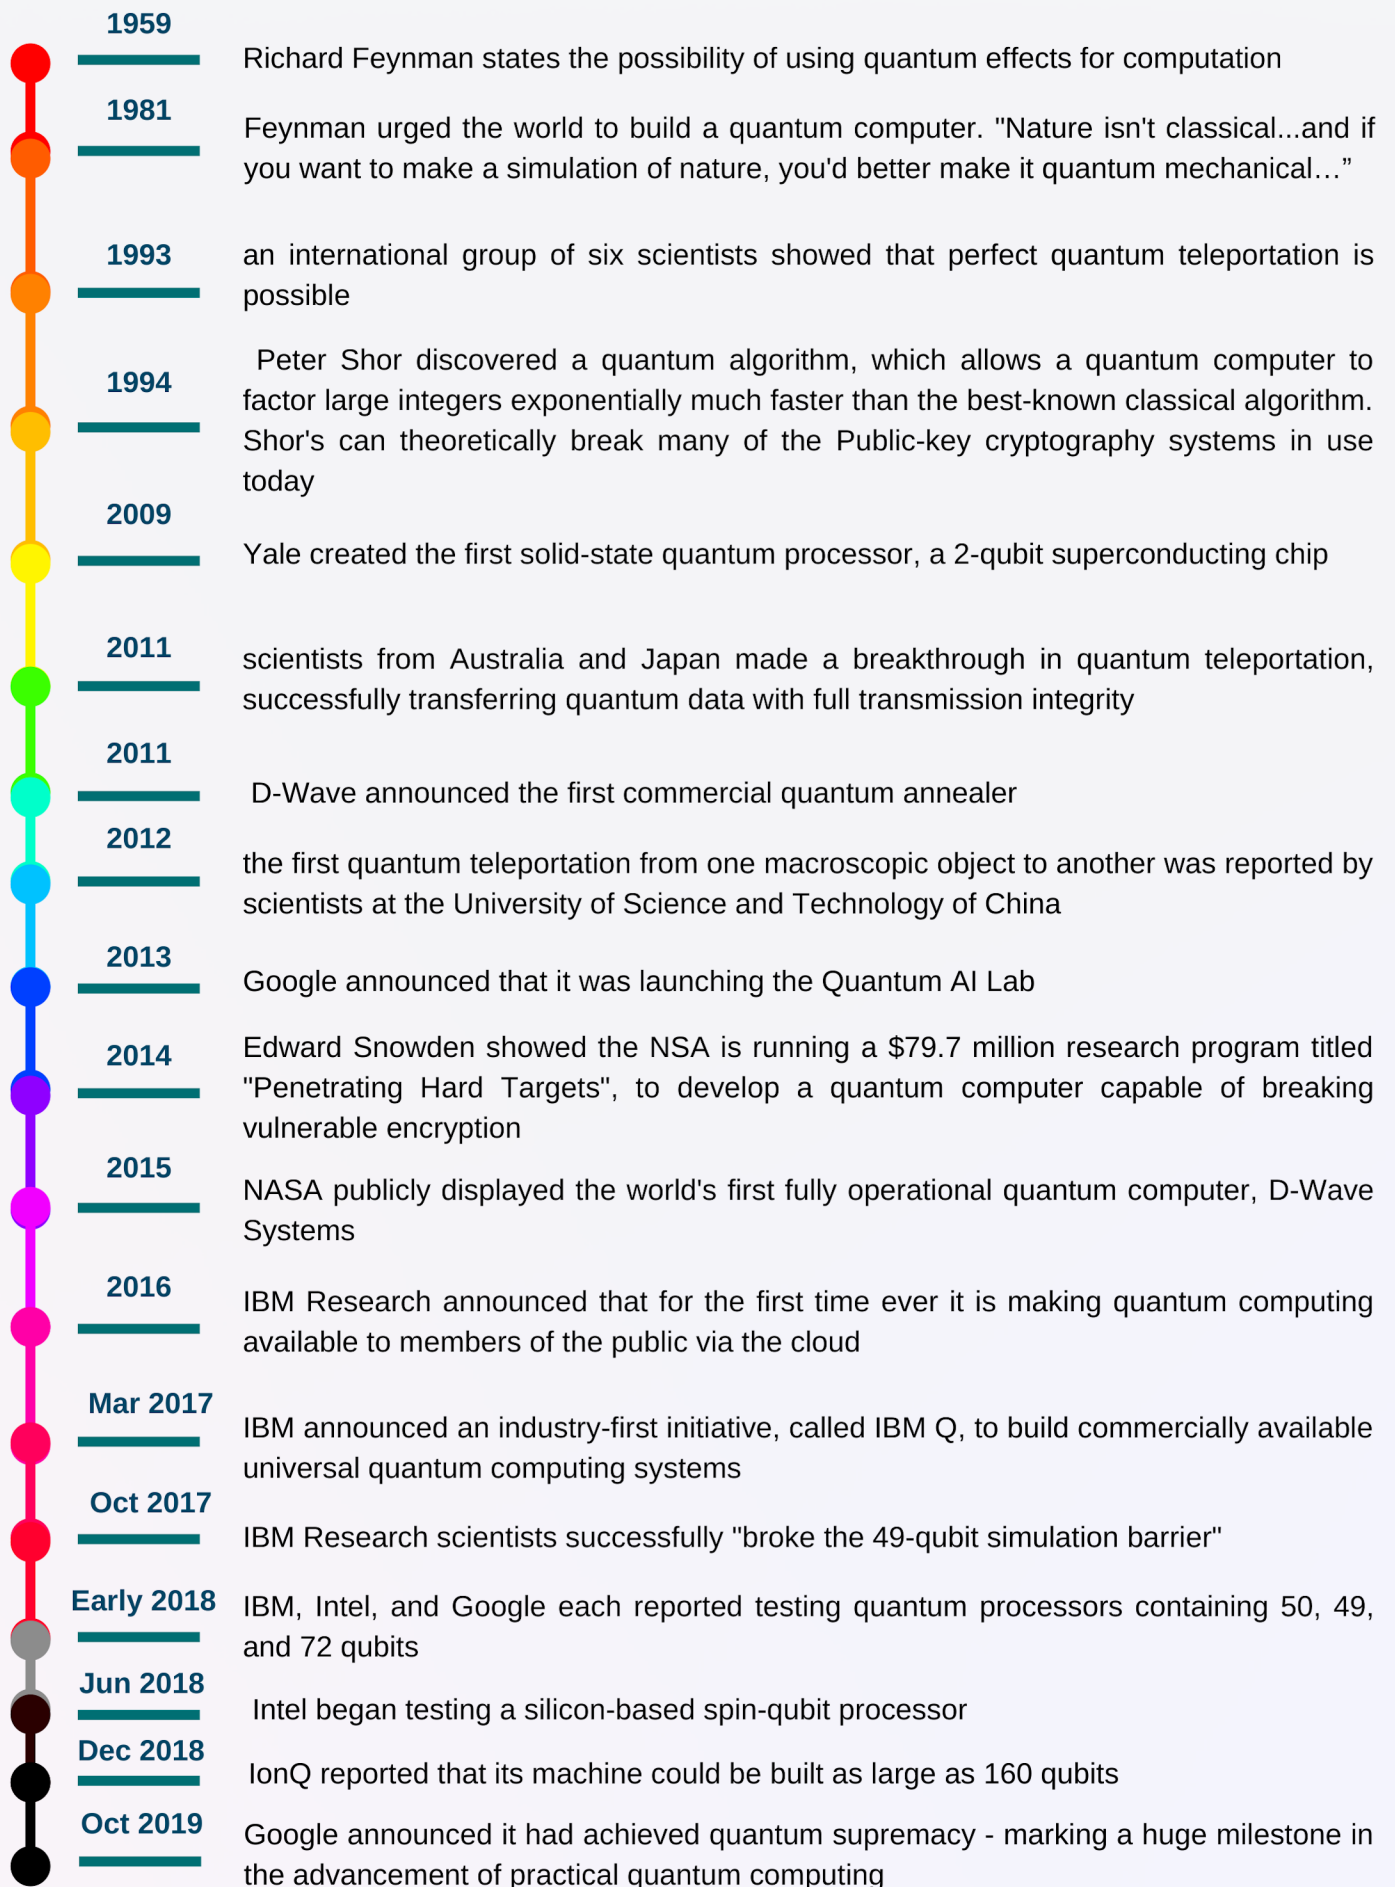 1959
Richard Feynman states the possibility of using quantum effects for computation
1981
Feynman urged the world to build a quantum computer. "Nature isn't classical...and if
you want to make a simulation of nature, you'd better make it quantum mechanical…”
1993
an international group of six scientists showed that perfect quantum teleportation is
possible
1994
Peter Shor discovered a quantum algorithm, which allows a quantum computer to
factor large integers exponentially much faster than the best-known classical algorithm.
Shor's can theoretically break many of the Public-key cryptography systems in use
today
2009
Yale created the first solid-state quantum processor, a 2-qubit superconducting chip
2011
scientists from Australia and Japan made a breakthrough in quantum teleportation,
successfully transferring quantum data with full transmission integrity
2011
D-Wave announced the first commercial quantum annealer
2012
the first quantum teleportation from one macroscopic object to another was reported by
scientists at the University of Science and Technology of China
2013
Google announced that it was launching the Quantum AI Lab
2014
Edward Snowden showed the NSA is running a $79.7 million research program titled
"Penetrating Hard Targets", to develop a quantum computer capable of breaking
vulnerable encryption
2015
NASA publicly displayed the world's first fully operational quantum computer, D-Wave
Systems
2016
IBM Research announced that for the first time ever it is making quantum computing
available to members of the public via the cloud
Mar 2017
IBM announced an industry-first initiative, called IBM Q, to build commercially available
universal quantum computing systems
Oct 2017
IBM Research scientists successfully "broke the 49-qubit simulation barrier"
Early 2018
IBM, Intel, and Google each reported testing quantum processors containing 50, 49,
and 72 qubits
Jun 2018
Intel began testing a silicon-based spin-qubit processor
Dec 2018
IonQ reported that its machine could be built as large as 160 qubits
Oct 2019
Google announced it had achieved quantum supremacy - marking a huge milestone in
the advancement of practical quantum computing